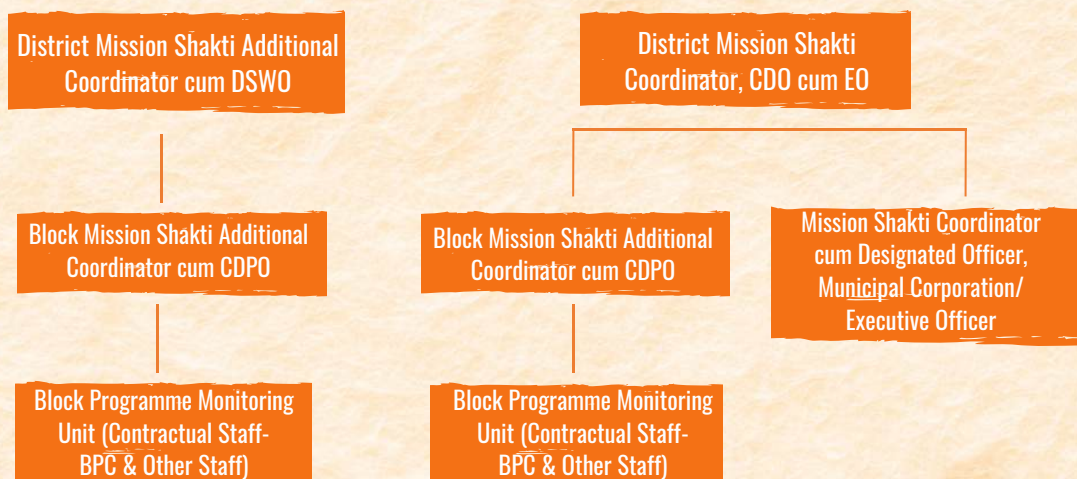 District Mission Shakti Additional
Coordinator cum DSWO
District Mission Shakti
Coordinator, CDO cum EO
Block Mission Shakti Additional
Coordinator cum CDPO
Block Mission Shakti Additional
Coordinator cum CDPO
Mission Shakti Coordinator
cum Designated Officer,
Municipal Corporation/
Executive Officer
Block Programme Monitoring
Unit (Contractual Staff-
BPC & Other Staff)
Block Programme Monitoring
Unit (Contractual Staff-
BPC & Other Staff)